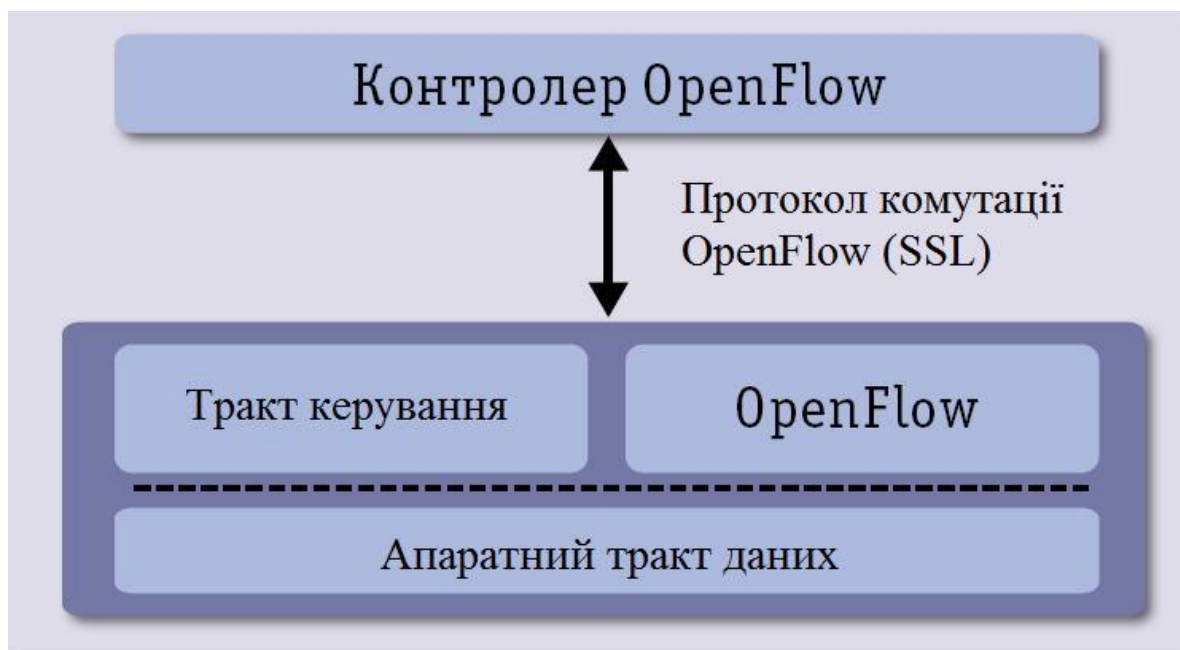 Контролер OpenFlow
Протокол комутації
OpenFlow (SSL)
Тракт керування
OpenFlow
Апаратний тракт даних